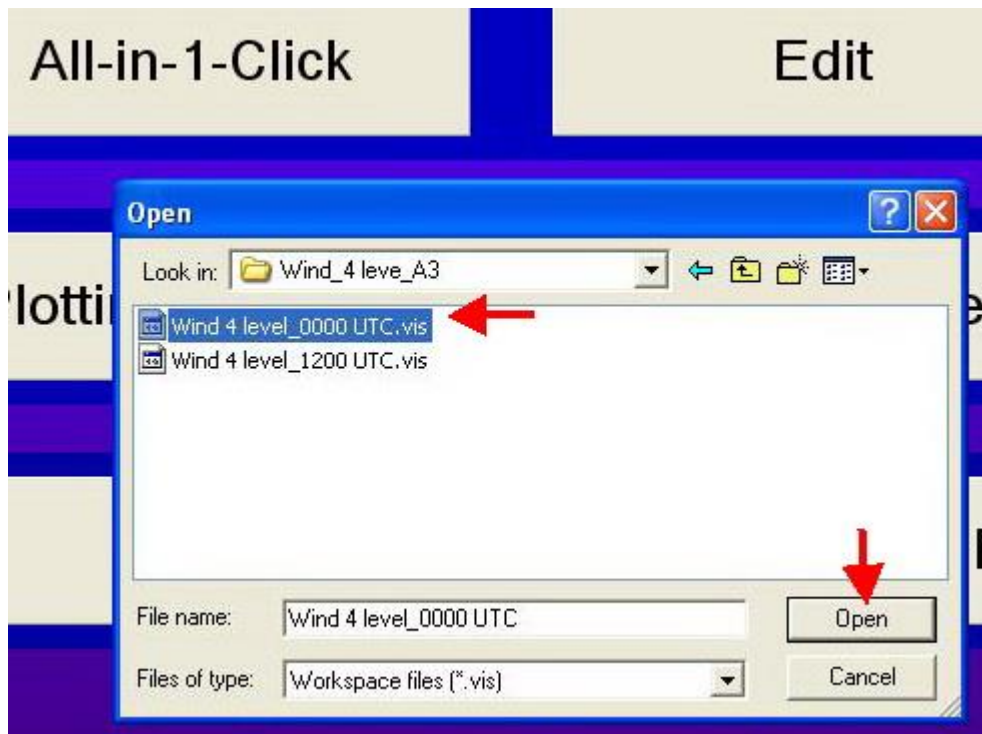 All-in-1-Click
Edit
Open
Look in: Wind_4 leve_A3
lotti
Wind 4 level_0000 UTC.vis
Wind 4 level_1200 UTC.vis
File name: Wind 4 level_0000 UTC
Open
Files of type: Workspace files (*.vis)
Cancel